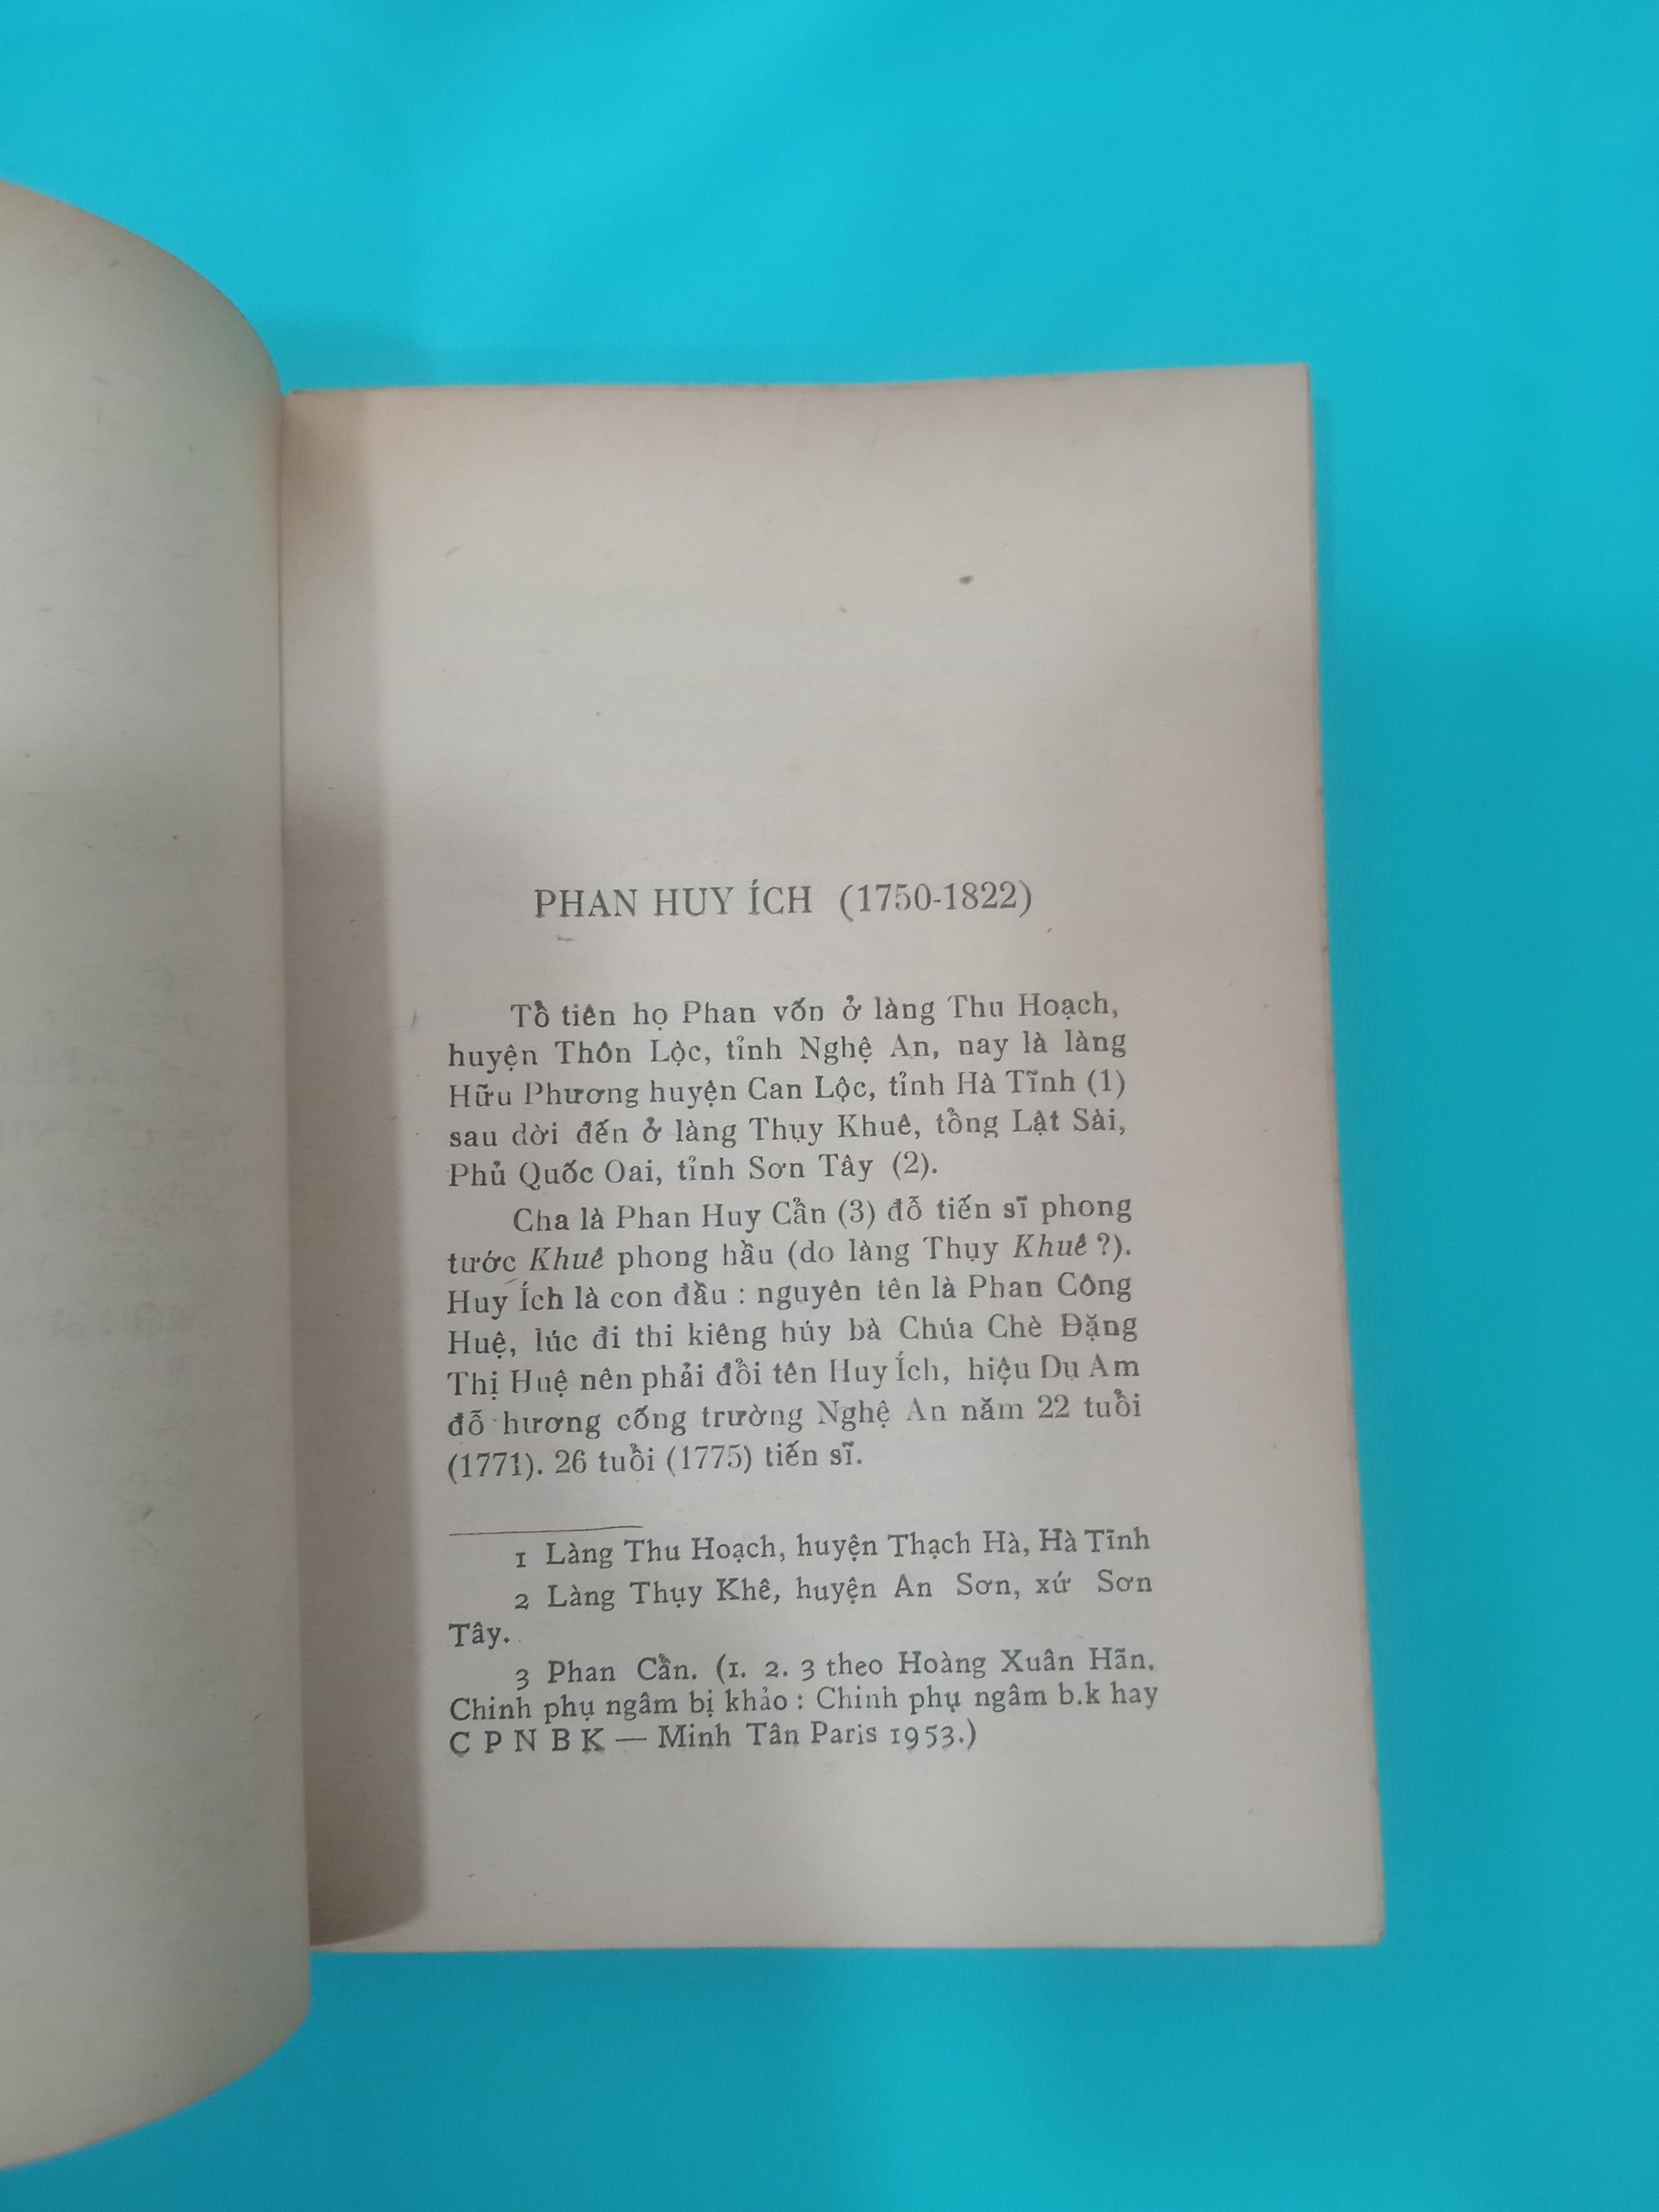 PHAN HUY ÍCH (1750-1822)
Tổ tiên họ Phan vốn ở làng Thu Hoạch,
huyện Thôn Lộc, tỉnh Nghệ An, nay là làng
Hữu Phương huyện Can Lộc, tỉnh Hà Tĩnh (1)
sau dời đến ở làng Thụy Khuê, tổng Lật Sài,
Phủ Quốc Oai, tỉnh Sơn Tây (2).
Cha là Phan Huy Cẩn (3) đỗ tiến sĩ phong
tước Khuê phong hầu (do làng Thụy Khuê ?).
Huy Ích là con đầu : nguyên tên là Phan Công
Huệ, lúc đi thi kiêng húy bà Chúa Chè Đặng
Thị Huệ nên phải đổi tên Huy Ích, hiệu Dụ Am
đỗ hương cống trường Nghệ An năm 22 tuổi
(1771). 26 tuổi (1775) tiến sĩ.
1 Làng Thu Hoạch, huyện Thạch Hà, Hà Tĩnh
2 Làng Thụy Khê, huyện An Sơn, xứ Sơn
Tây.
3 Phan Cẩn. (1. 2. 3 theo Hoàng Xuân Hãn.
Chinh phụ ngâm bị khảo : Chinh phụ ngâm b.k hay
C P N B K — Minh Tân Paris 1953.)